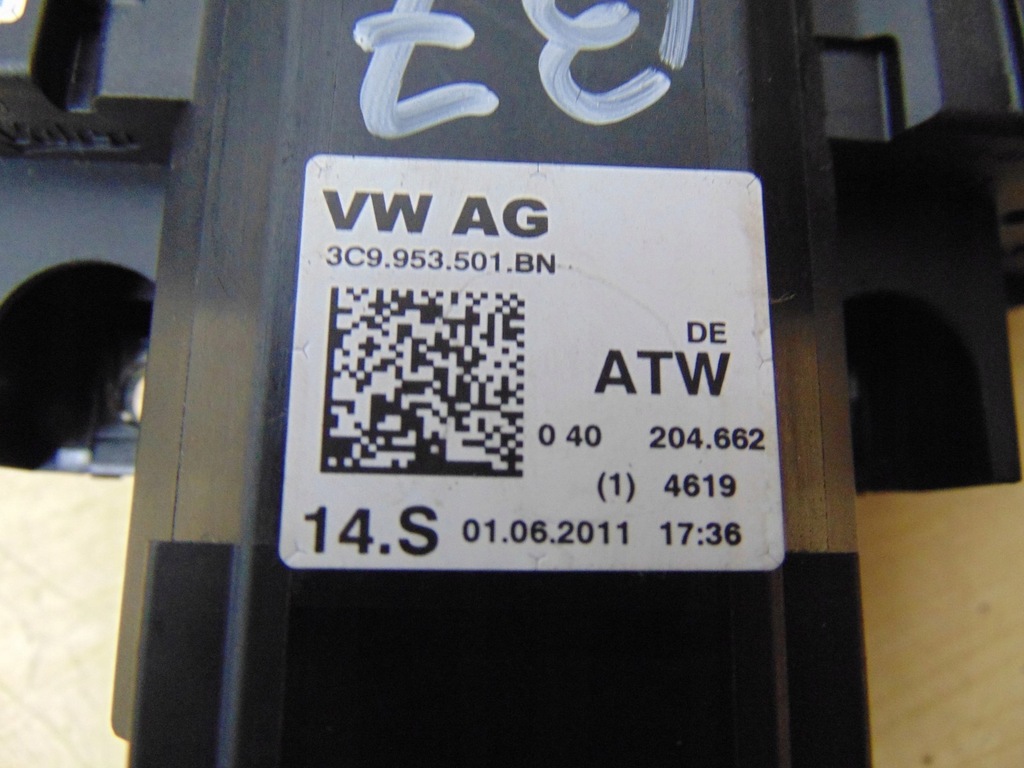 VW AG
3C9.953.501.BN
DE
ATW
0 40 204.662
(1) 4619
14.S 01.06.2011 17:36